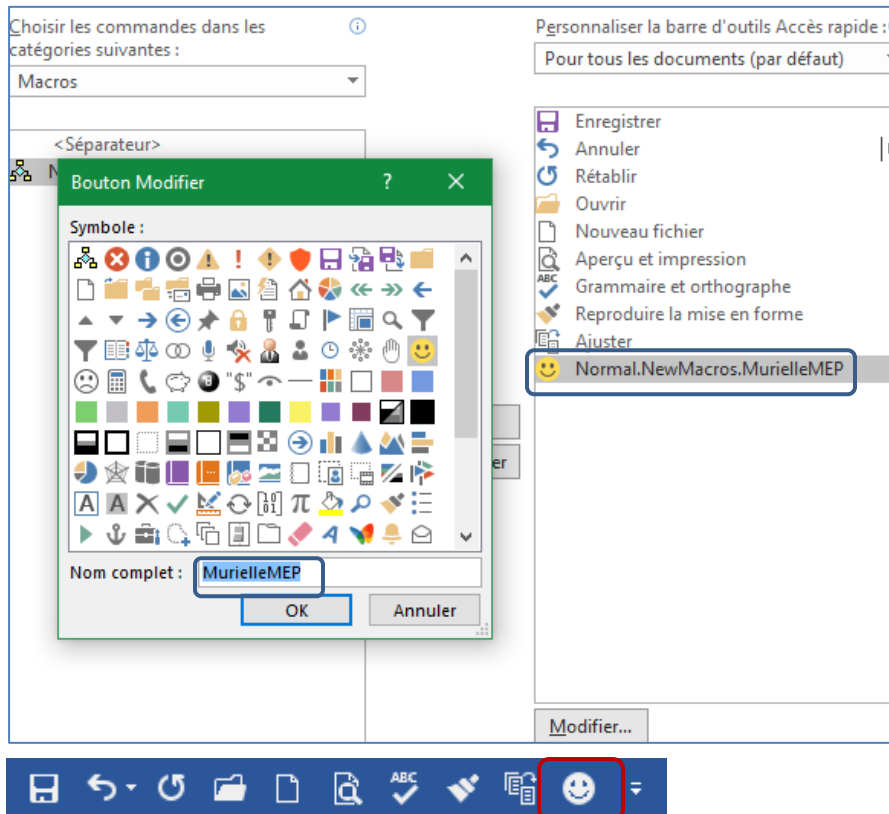 Choisir les commandes dans les
catégories suivantes :
Macros
<Séparateur>
Personnaliser la barre d'outils Accès rapide :
Pour tous les documents (par défaut)
Enregistrer
Annuler
Rétablir
Ouvrir
Nouveau fichier
Aperçu et impression
ABC
Grammaire et orthographe
Reproduire la mise en forme
Ajuster
Normal.NewMacros.MurielleMEP
Bouton Modifier ? ×
Symbole :
Nom complet : MurielleMEP
OK Annuler
er
Modifier...
ABC